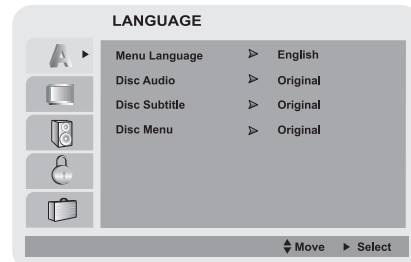 LANGUAGE
A
Menu Language English
Disc Audio Original
Disc Subtitle Original
Disc Menu Original
Move Select